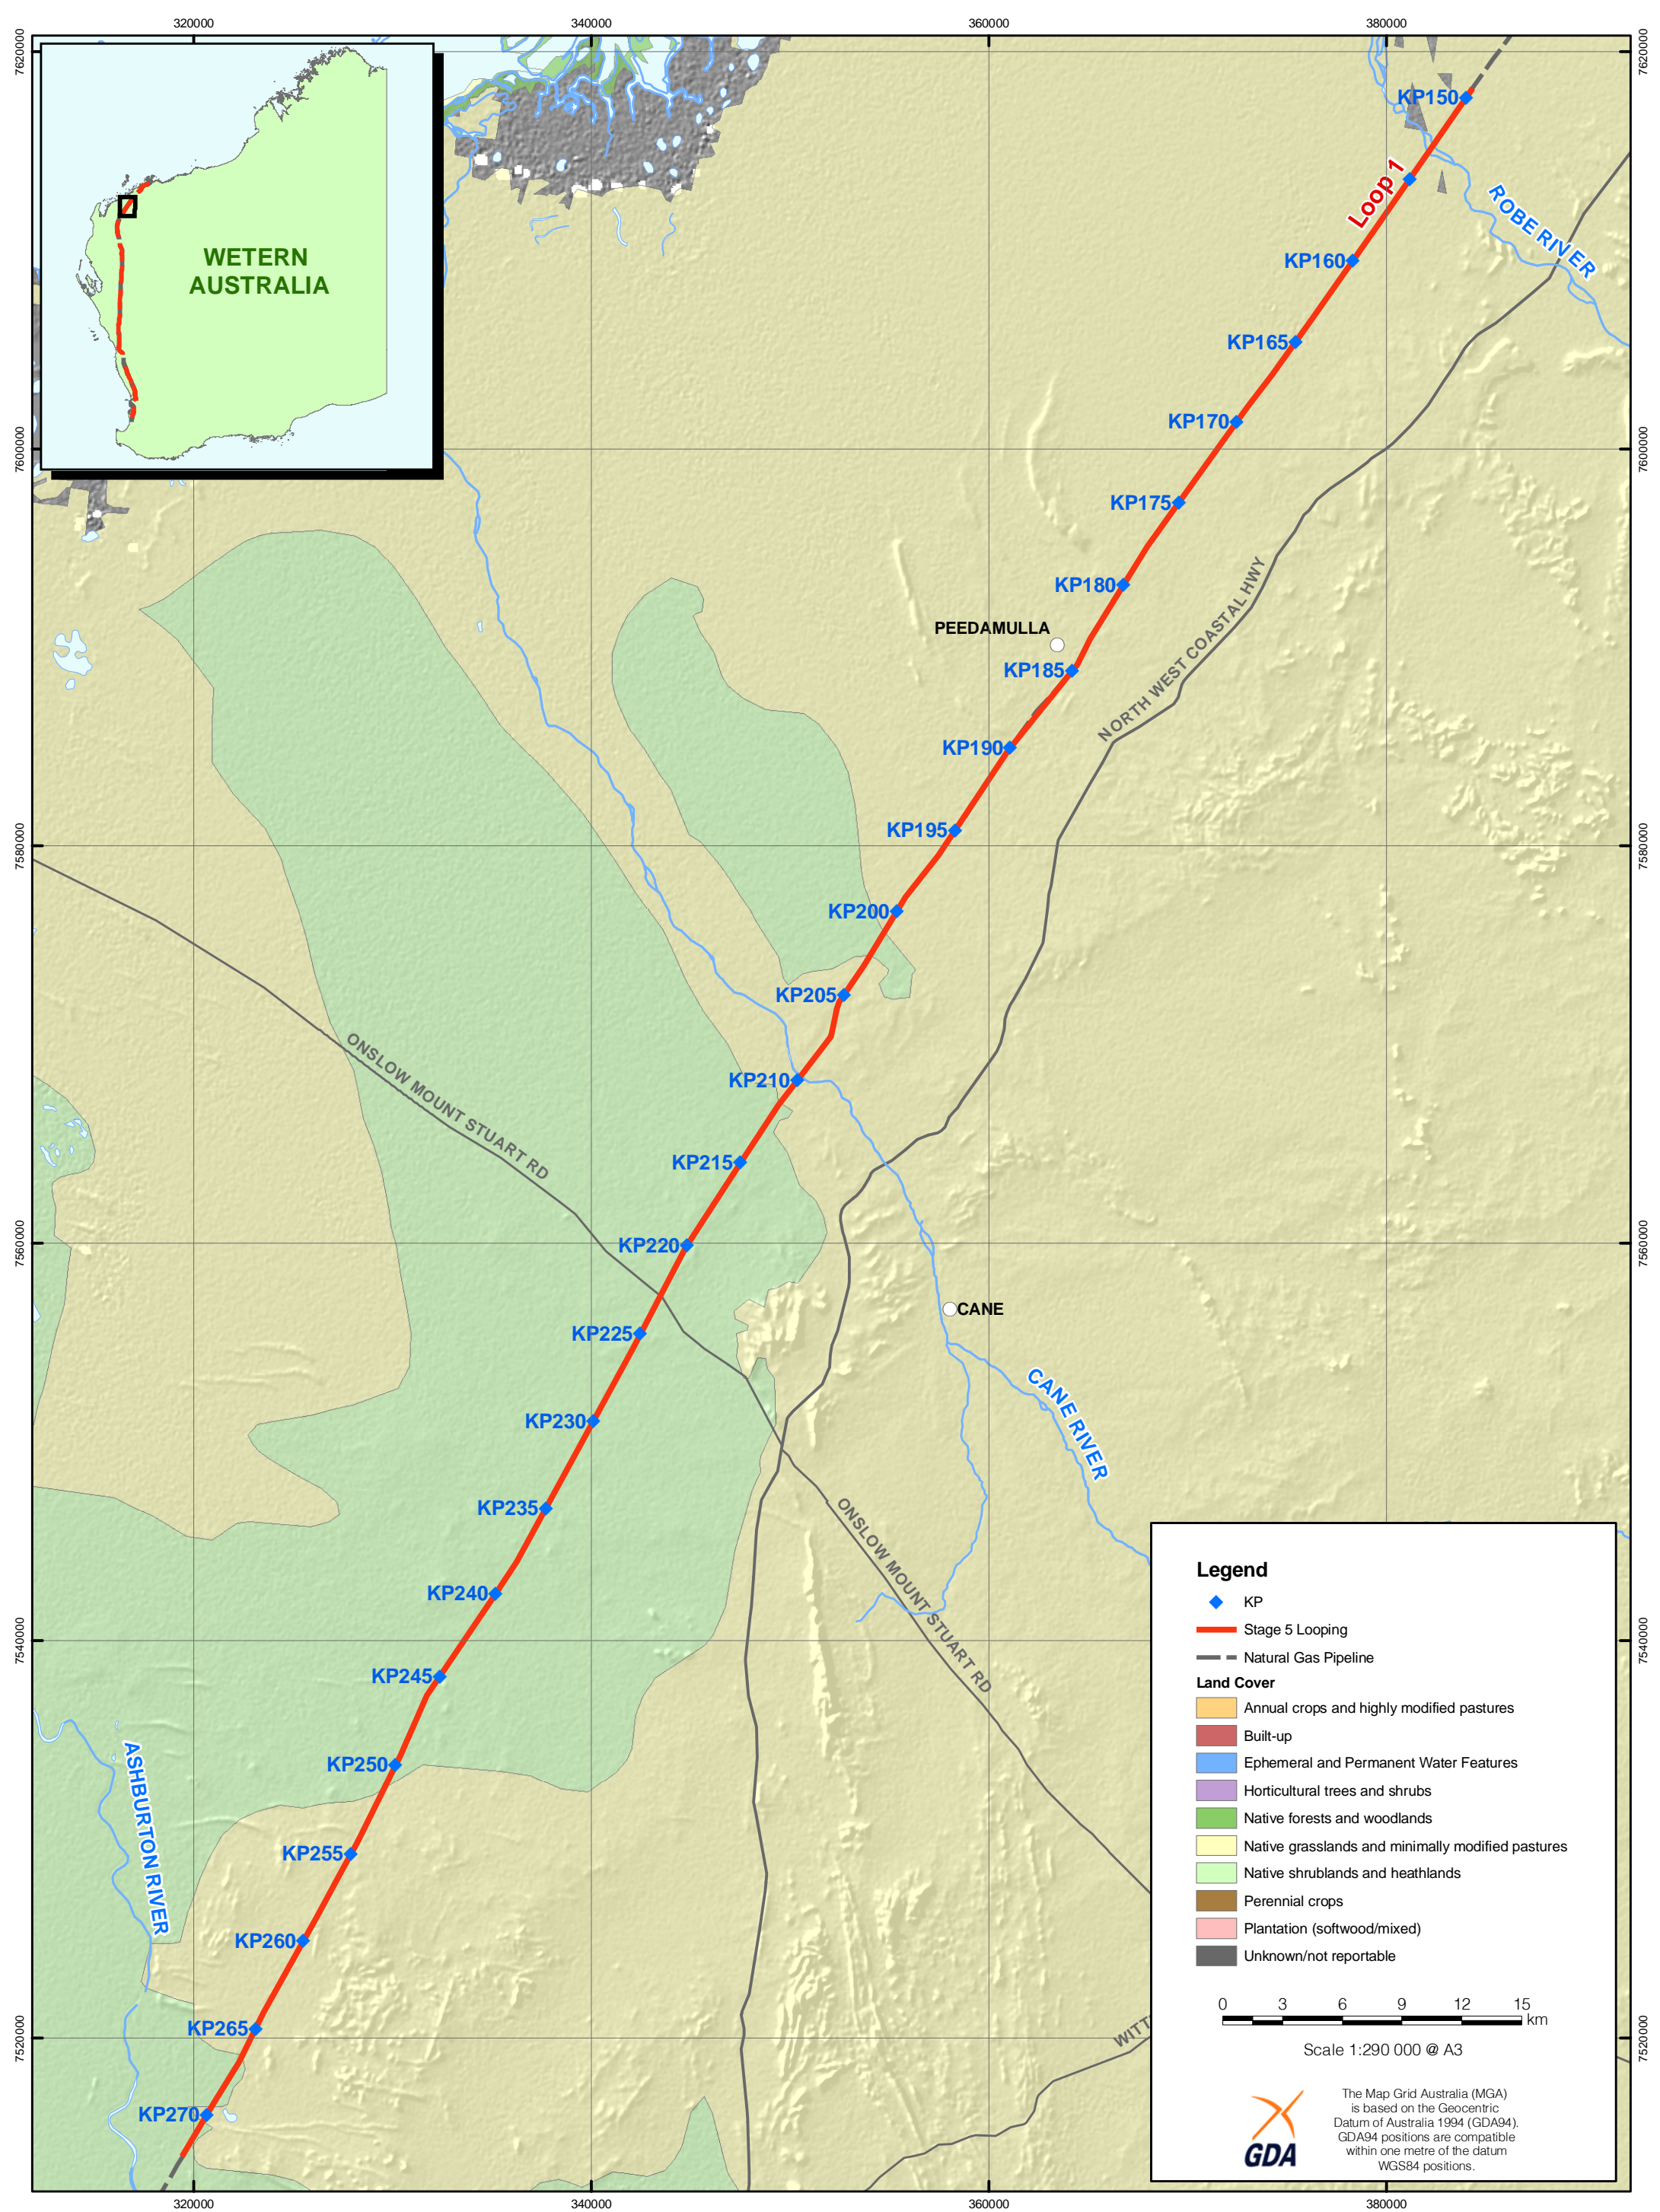 320000
340000
360000
380000
7620000
7620000
WETERN
AUSTRALIA
KP150
Loop 1
ROBE RIVER
KP160
KP165
KP170
7600000
7600000
KP175
KP180
NORTH WEST COASTAL HWY
PEEDAMULLA
KP185
KP190
KP195
7580000
7580000
KP200
KP205
ONSLOW MOUNT STUART RD
KP210
KP215
KP220
7560000
7560000
CANE
KP225
CANE RIVER
KP230
KP235
ONSLOW MOUNT STUART RD
KP240
7540000
7540000
KP245
ASHBURTON RIVER
KP250
KP255
KP260
KP265
7520000
7520000
WITT
KP270
Legend
KP
Stage 5 Looping
Natural Gas Pipeline
Land Cover
Annual crops and highly modified pastures
Built-up
Ephemeral and Permanent Water Features
Horticultural trees and shrubs
Native forests and woodlands
Native grasslands and minimally modified pastures
Native shrublands and heathlands
Perennial crops
Plantation (softwood/mixed)
Unknown/not reportable
0 3 6 9 12 15
km
Scale 1:290 000 @ A3
GDA
The Map Grid Australia (MGA)
is based on the Geocentric
Datum of Australia 1994 (GDA94).
GDA94 positions are compatible
within one metre of the datum
WGS84 positions.
320000
340000
360000
380000